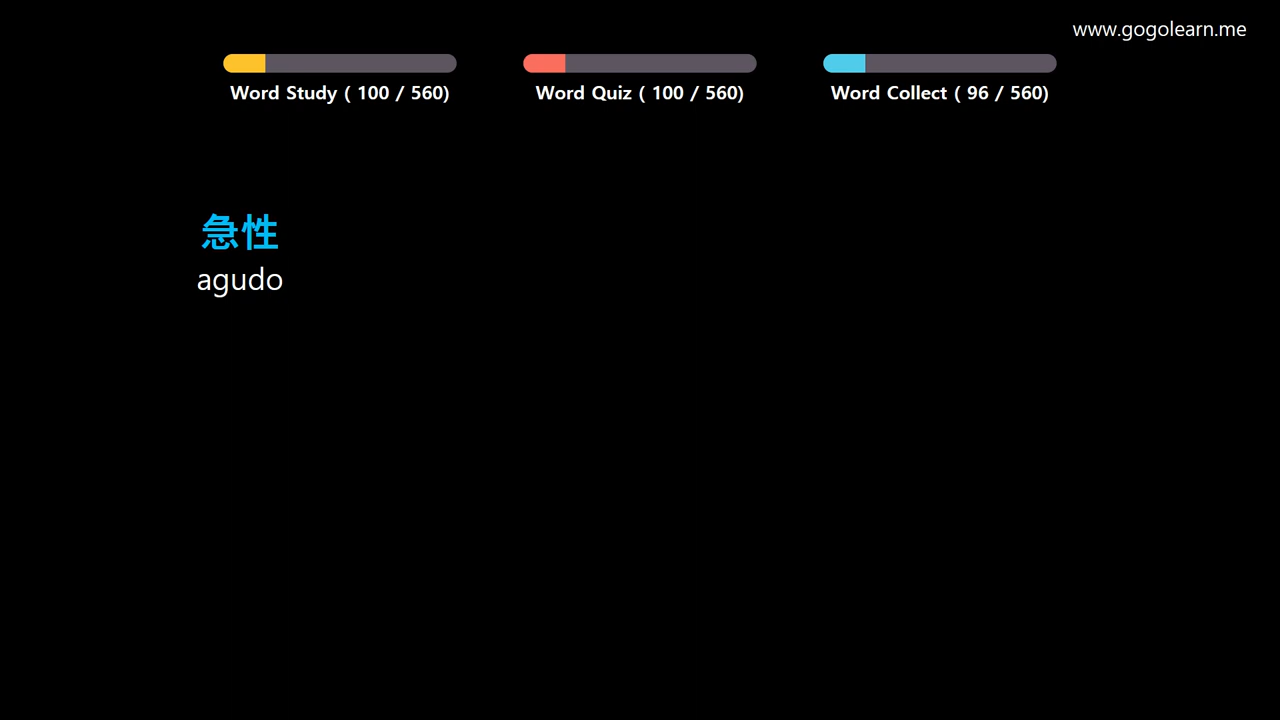 www.gogolearn.me
Word Study ( 100 / 560)
Word Quiz ( 100 / 560)
Word Collect ( 96 / 560)
急性
agudo